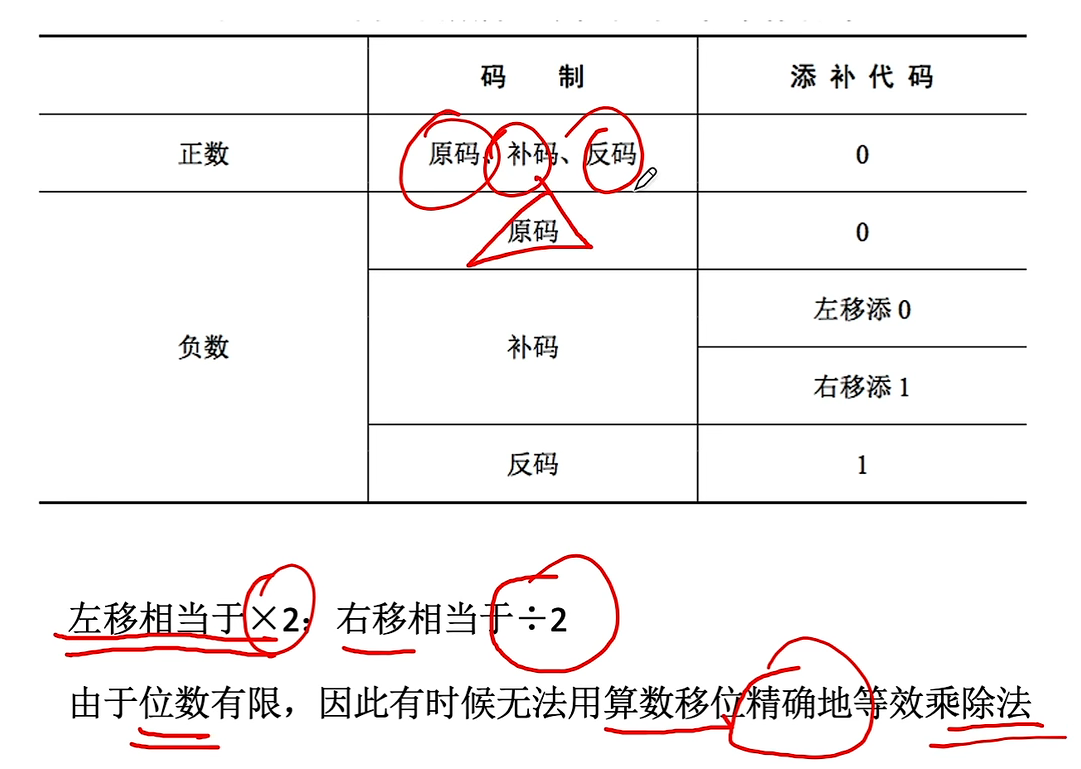 码 制 添补代码
正数 原码、补码、反码 0
原码 0
左移添 0
负数 补码
右移添 1
反码 1
左移相当于×2；右移相当于÷2
由于位数有限，因此有时候无法用算数移位精确地等效乘除法